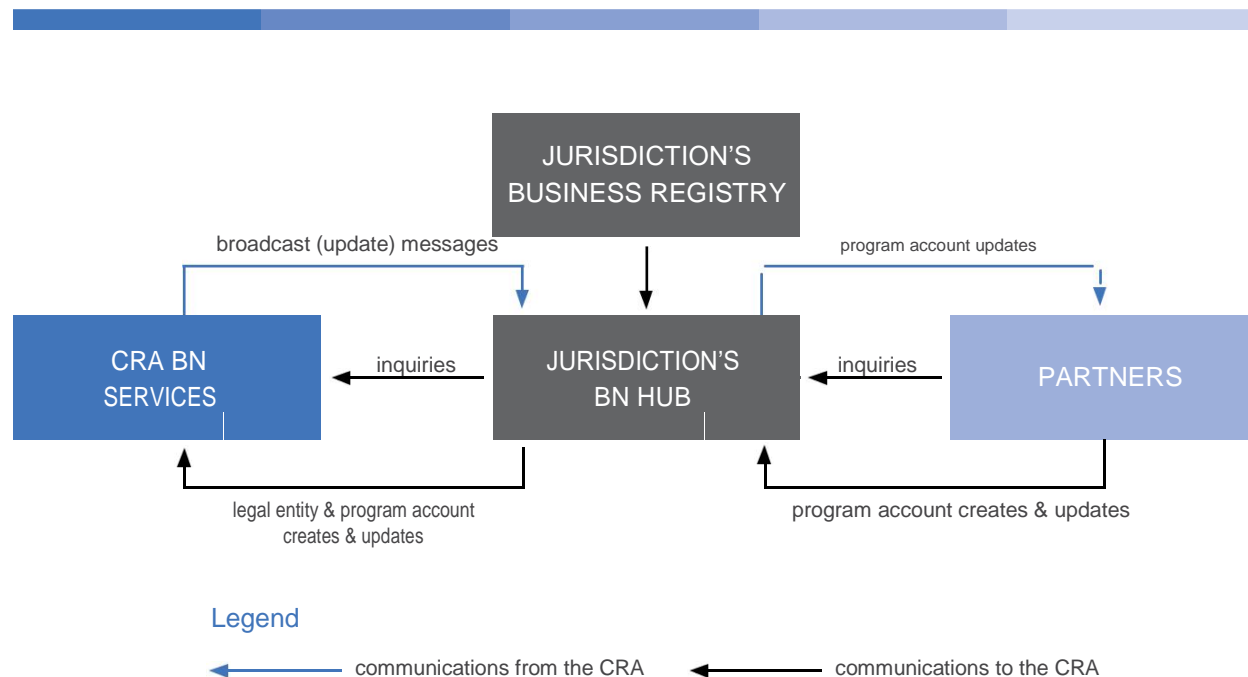 JURISDICTION’S
BUSINESS REGISTRY
broadcast (update) messages
program account updates
CRA BN
SERVICES
inquiries
JURISDICTION’S
BN HUB
inquiries
PARTNERS
legal entity & program account
creates & updates
program account creates & updates
Legend
communications from the CRA
communications to the CRA